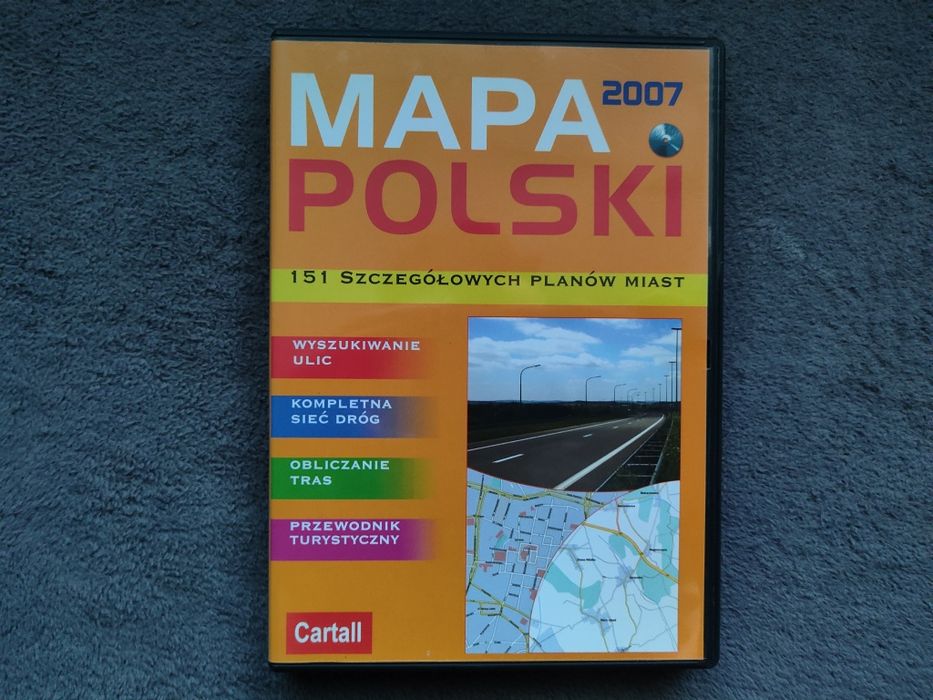 MAPA 2007
POLSKI
151 SZCZEGÓŁOWYCH PLANÓW MIAST
WYSZUKIWANIE
ULIC
KOMPLETNA
SIEĆ DRÓG
OBLICZANIE
TRAS
PRZEWODNIK
TURYSTYCZNY
Cartall